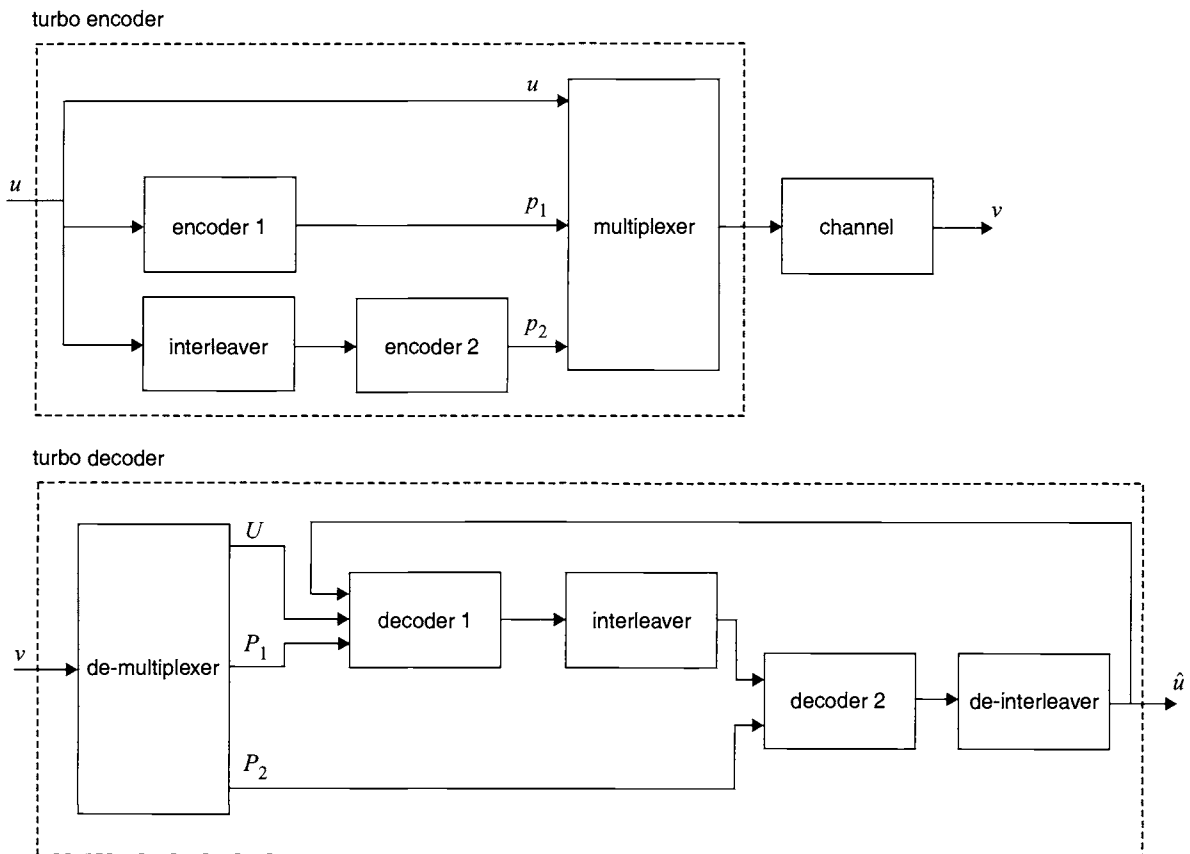 turbo encoder
u
u
encoder 1
p1
multiplexer
channel
v
interleaver
encoder 2
p2
turbo decoder
U
decoder 1
interleaver
P1
v
de-multiplexer
decoder 2
de-interleaver
û
P2